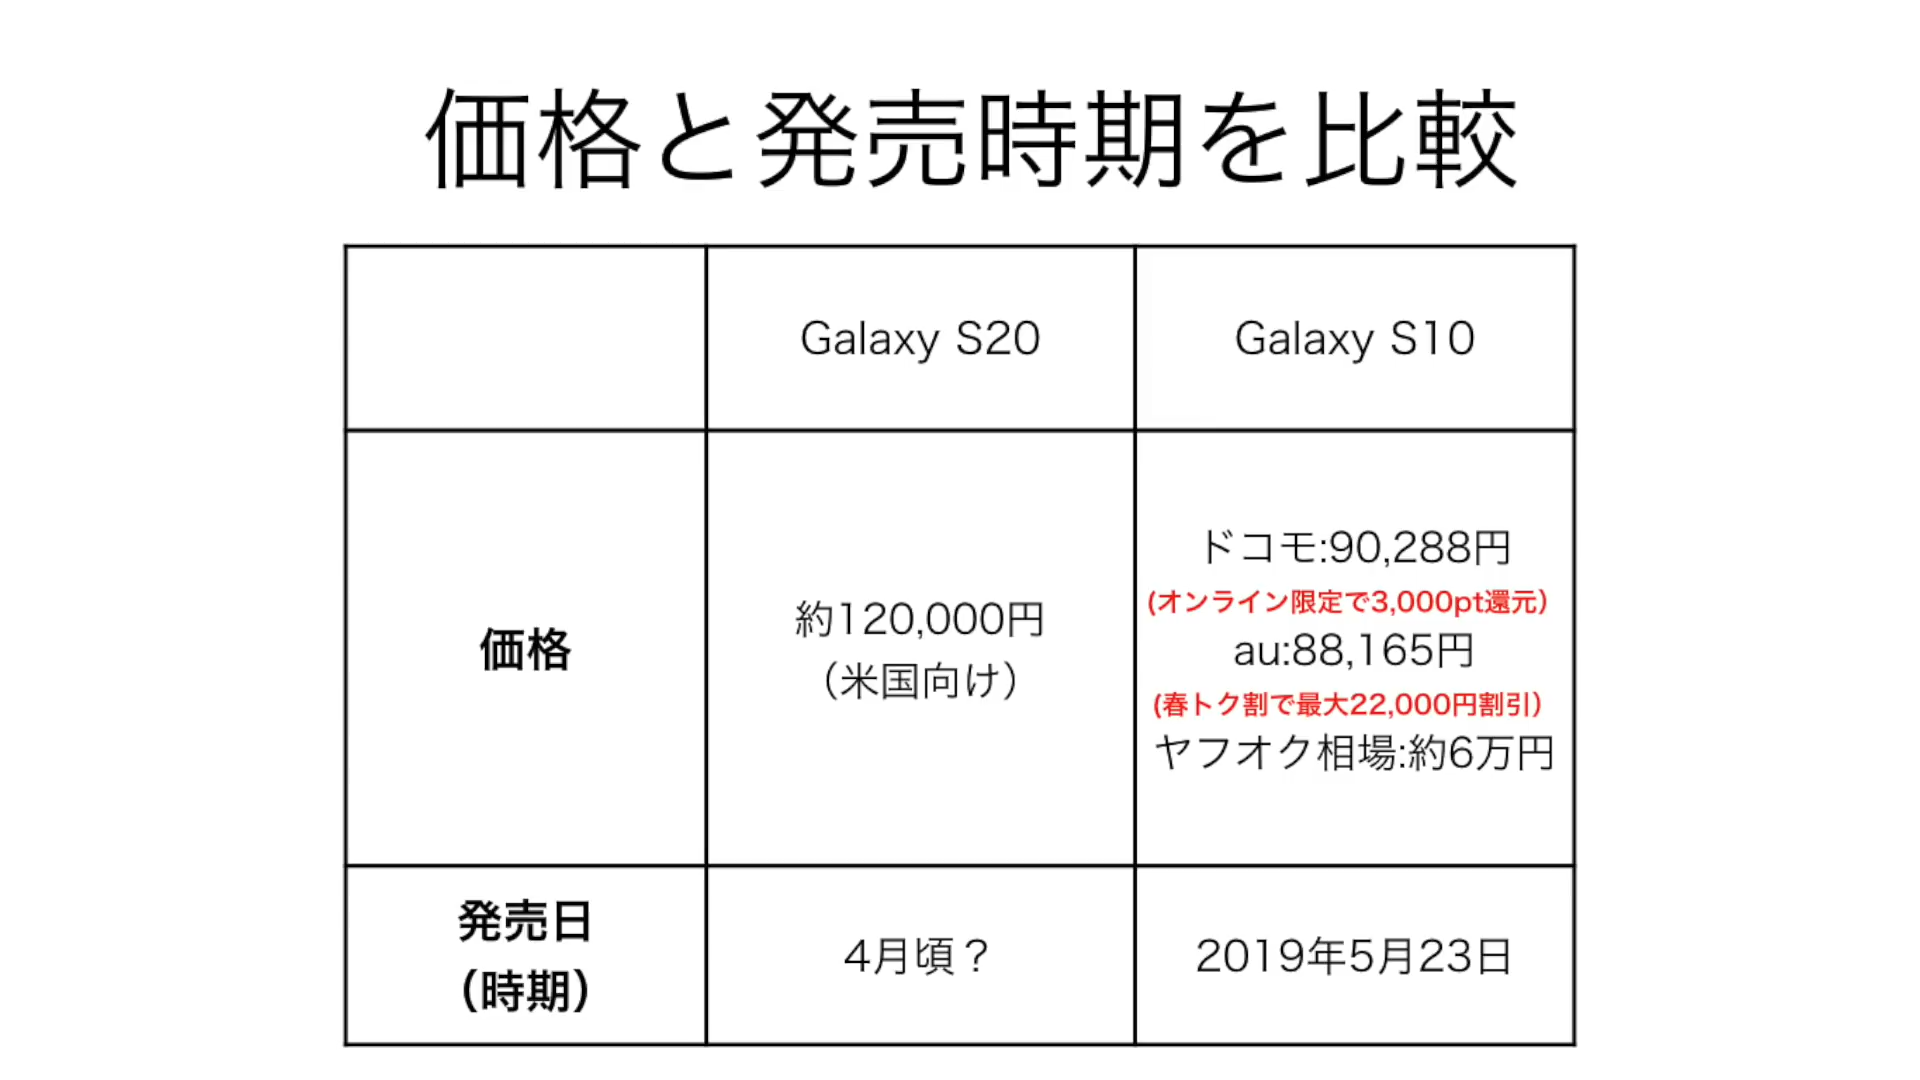 価格と発売時期を比較
Galaxy S20
Galaxy S10
価格
約120,000円
（米国向け）
ドコモ:90,288円
(オンライン限定で3,000pt還元）
au:88,165円
(春トク割で最大22,000円割引）
ヤフオク相場:約6万円
発売日
（時期）
4月頃？
2019年5月23日